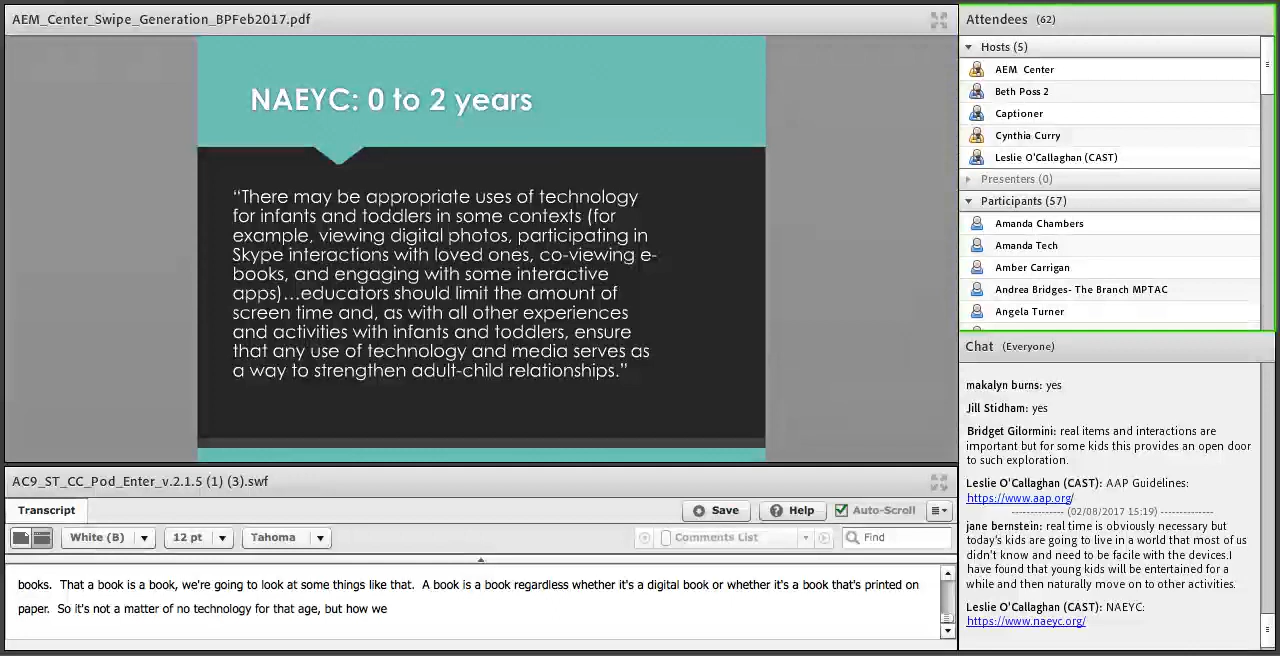 AEM_Center_Swipe_Generation_BPFeb2017.pdf
NAEYC: 0 to 2 years
“There may be appropriate uses of technology
for infants and toddlers in some contexts (for
example, viewing digital photos, participating in
Skype interactions with loved ones, co-viewing e-
books, and engaging with some interactive
apps)…educators should limit the amount of
screen time and, as with all other experiences
and activities with infants and toddlers, ensure
that any use of technology and media serves as
a way to strengthen adult-child relationships.”
AC9_ST_CC_Pod_Enter_v.2.1.5 (1) (3).swf
Transcript
Save
Help
Auto-Scroll
White (B)
12 pt
Tahoma
Comments List
Find
books.  That a book is a book, we're going to look at some things like that.  A book is a book regardless whether it's a digital book or whether it's a book that's printed on
paper.  So it's not a matter of no technology for that age, but how we
Attendees (62)
Hosts (5)
AEM Center
Beth Poss 2
Captioner
Cynthia Curry
Leslie O'Callaghan (CAST)
Presenters (0)
Participants (57)
Amanda Chambers
Amanda Tech
Amber Carrigan
Andrea Bridges- The Branch MPTAC
Angela Turner
Chat (Everyone)
makalyn burns: yes
Jill Stidham: yes
Bridget Gilormini: real items and interactions are
important but for some kids this provides an open door
to such exploration.
Leslie O'Callaghan (CAST): AAP Guidelines:
https://www.aap.org/
-------------- (02/08/2017 15:19) --------------
jane bernstein: real time is obviously necessary but
today's kids are going to live in a world that most of us
didn't know and need to be facile with the devices.I
have found that young kids will be entertained for a
while and then naturally move on to other activities.
Leslie O'Callaghan (CAST): NAEYC:
https://www.naeyc.org/